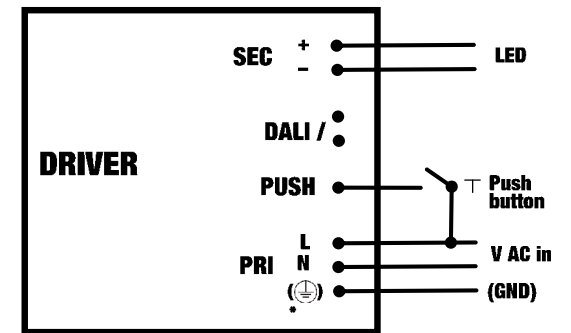 SEC + LED
−
DALI /
DRIVER
PUSH Push
button
L
PRI N V AC in
( ) (GND)
*